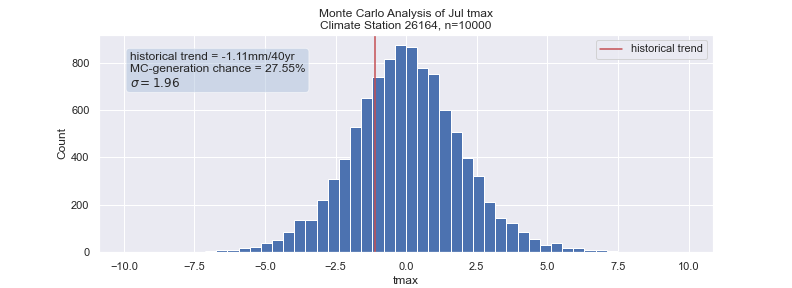 Monte Carlo Analysis of Jul tmax
Climate Station 26164, n=10000
historical trend = -1.11mm/40yr
MC-generation chance = 27.55%
σ = 1.96
historical trend
Count
800
600
400
200
0
-10.0 -7.5 -5.0 -2.5 0.0 2.5 5.0 7.5 10.0
tmax